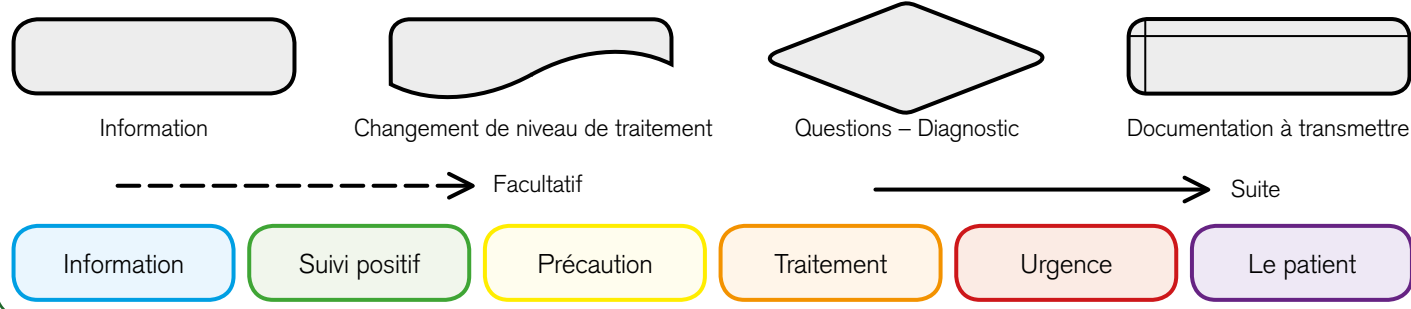 Information
Changement de niveau de traitement
Questions – Diagnostic
Documentation à transmettre
Facultatif
Suite
Information
Suivi positif
Précaution
Traitement
Urgence
Le patient